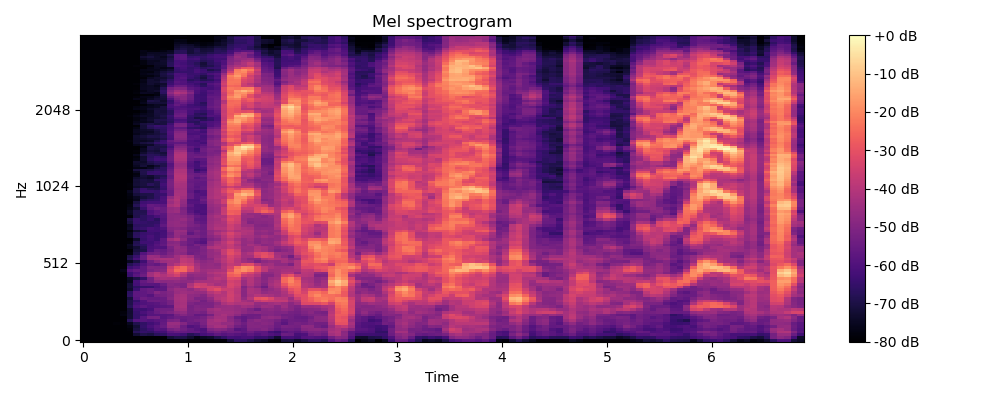 Mel spectrogram
+0 dB
-10 dB
-20 dB
-30 dB
-40 dB
-50 dB
-60 dB
-70 dB
-80 dB
Hz
2048
1024
512
0
0 1 2 3 4 5 6
Time